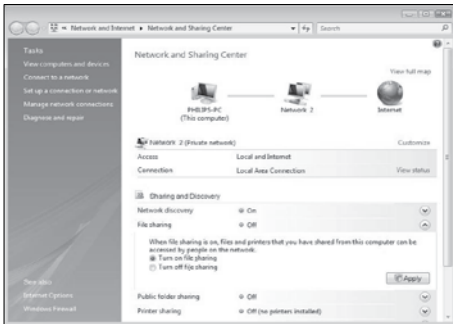 Network and Internet ▸ Network and Sharing Center
Search
Tasks
View computers and devices
Connect to a network
Set up a connection or network
Manage network connections
Diagnose and repair
See also
Internet Options
Windows Firewall
Network and Sharing Center
View full map
PHILIPS-PC
(This computer)
Network 2
Internet
Network 2 (Private network)
Customize
Access Local and Internet
Connection Local Area Connection View status
Sharing and Discovery
Network discovery On
File sharing Off
When file sharing is on, files and printers that you have shared from this computer can be
accessed by people on the network.
Turn on file sharing
Turn off file sharing
Apply
Public folder sharing Off
Printer sharing Off (no printers installed)